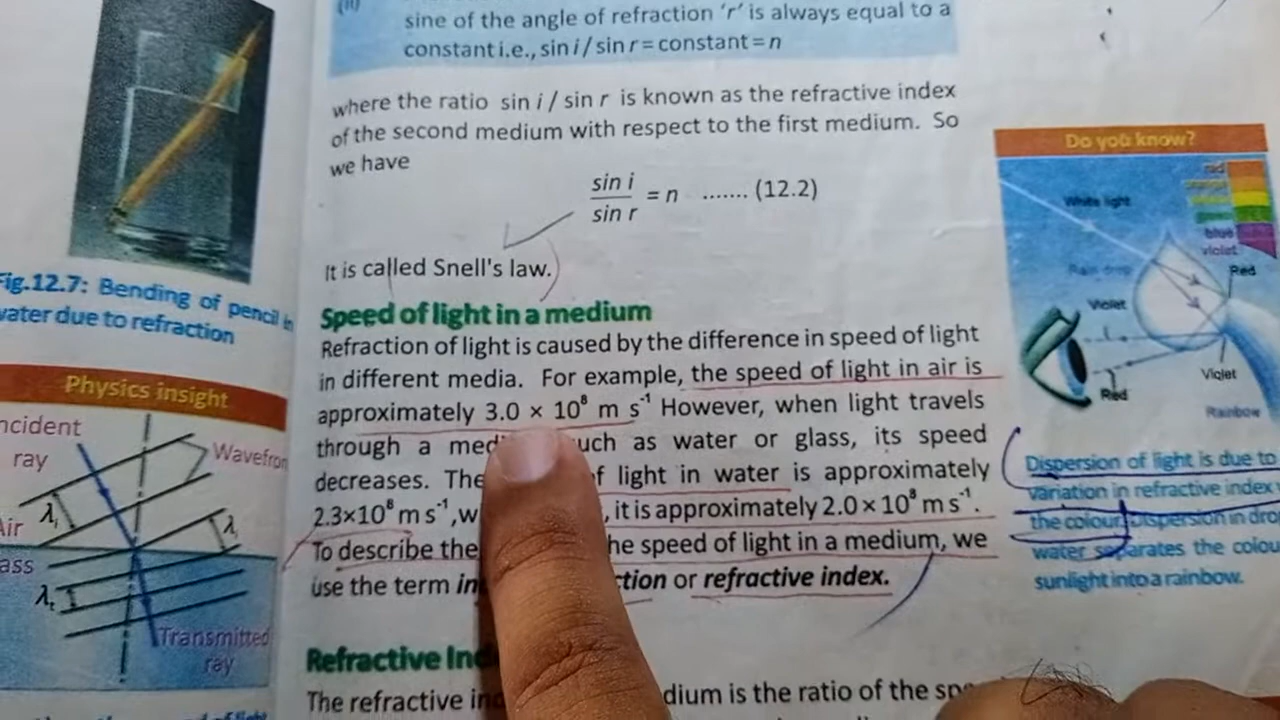 (ii)
sine of the angle of refraction ‘r’ is always equal to a
constant i.e., sin i / sin r = constant = n
where the ratio sin i / sin r is known as the refractive index
of the second medium with respect to the first medium. So
we have
sin i
sin r
= n ....... (12.2)
It is called Snell's law.
Speed of light in a medium
Refraction of light is caused by the difference in speed of light
in different media. For example, the speed of light in air is
approximately 3.0 × 10⁸ m s⁻¹ However, when light travels
through a uch as water or glass, its speed
decreases. The f light in water is approximately
2.3×10⁸ m s⁻¹,w , it is approximately 2.0 × 10⁸ m s⁻¹.
To describe the he speed of light in a medium, we
use the term in ction or refractive index.
Refractive In
The refractive in dium is the ratio of the
Fig.12.7: Bending of pencil in
water due to refraction
Physics insight
ncident
ray
Wavefron
λᵢ
λ
Air
ass
λₜ
Transmitted
ray
Do you know?
red
green
blue
violet
White light
Rain drop
Red
Violet
Violet
Red
Rainbow
Dispersion of light is due to
variation in refractive index
the colour. Dispersion in dro
water separates the colou
sunlight into a rainbow.